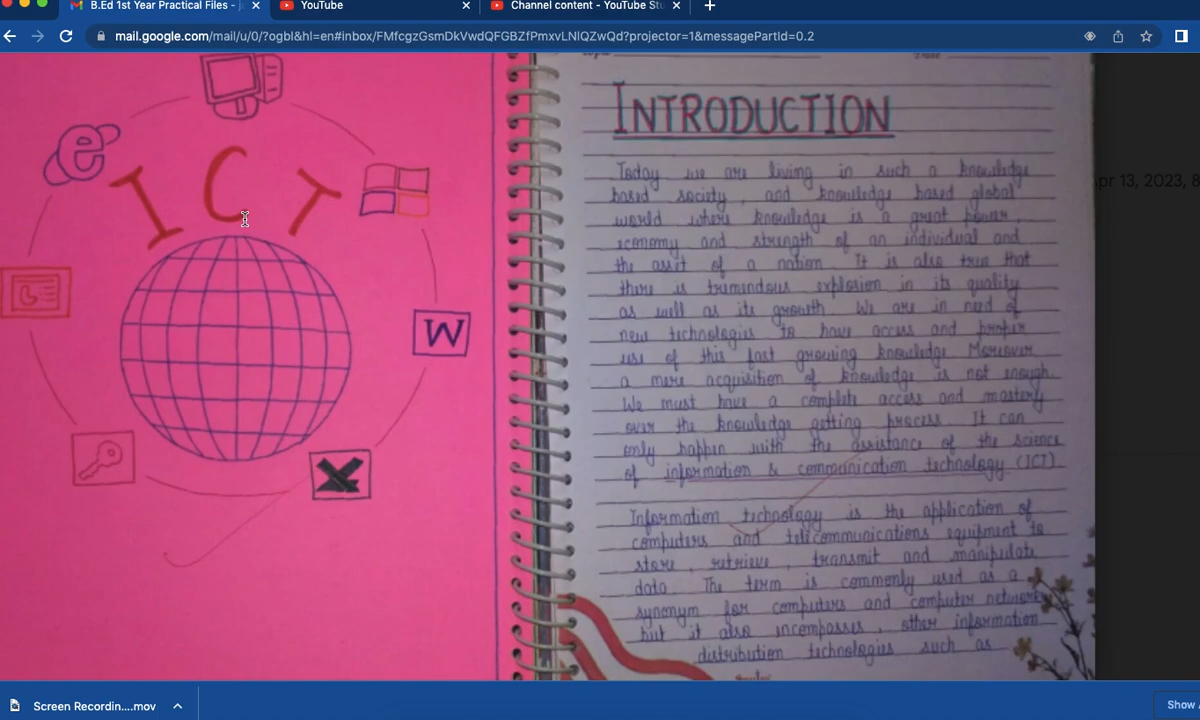 B.Ed 1st Year Practical Files -
YouTube
Channel content - YouTube Stu
mail.google.com/mail/u/0/?ogbl&hl=en#inbox/FMfcgzGsmDkVwdQFGBZfPmxvLNlQZwQd?projector=1&messagePartId=0.2
e
ICT
W
X
INTRODUCTION
Today we are living in such a knowledge
based society, and knowledge based global
world where knowledge is a great power,
economy and strength of an individual and
the asset of a nation. It is also true that
there is tremendous explosion in its quality
as well as its growth. We are in need of
new technologies to have access and proper
use of this fast growing knowledge Moreover
a mere acquisition of knowledge is not enough.
We must have a complete access and mastery
over the knowledge getting process. It can
only happen with the assistance of the science
of information & communication technology (ICT)
Information technology is the application of
computers and telecommunications equipment to
store, retrieve, transmit and manipulate
data. The term is commonly used as a
synonym for computers and computer networks
but it also incompasses, other information
distribution technologies such as
Apr 13, 2023, 8
Screen Recordin....mov
Show